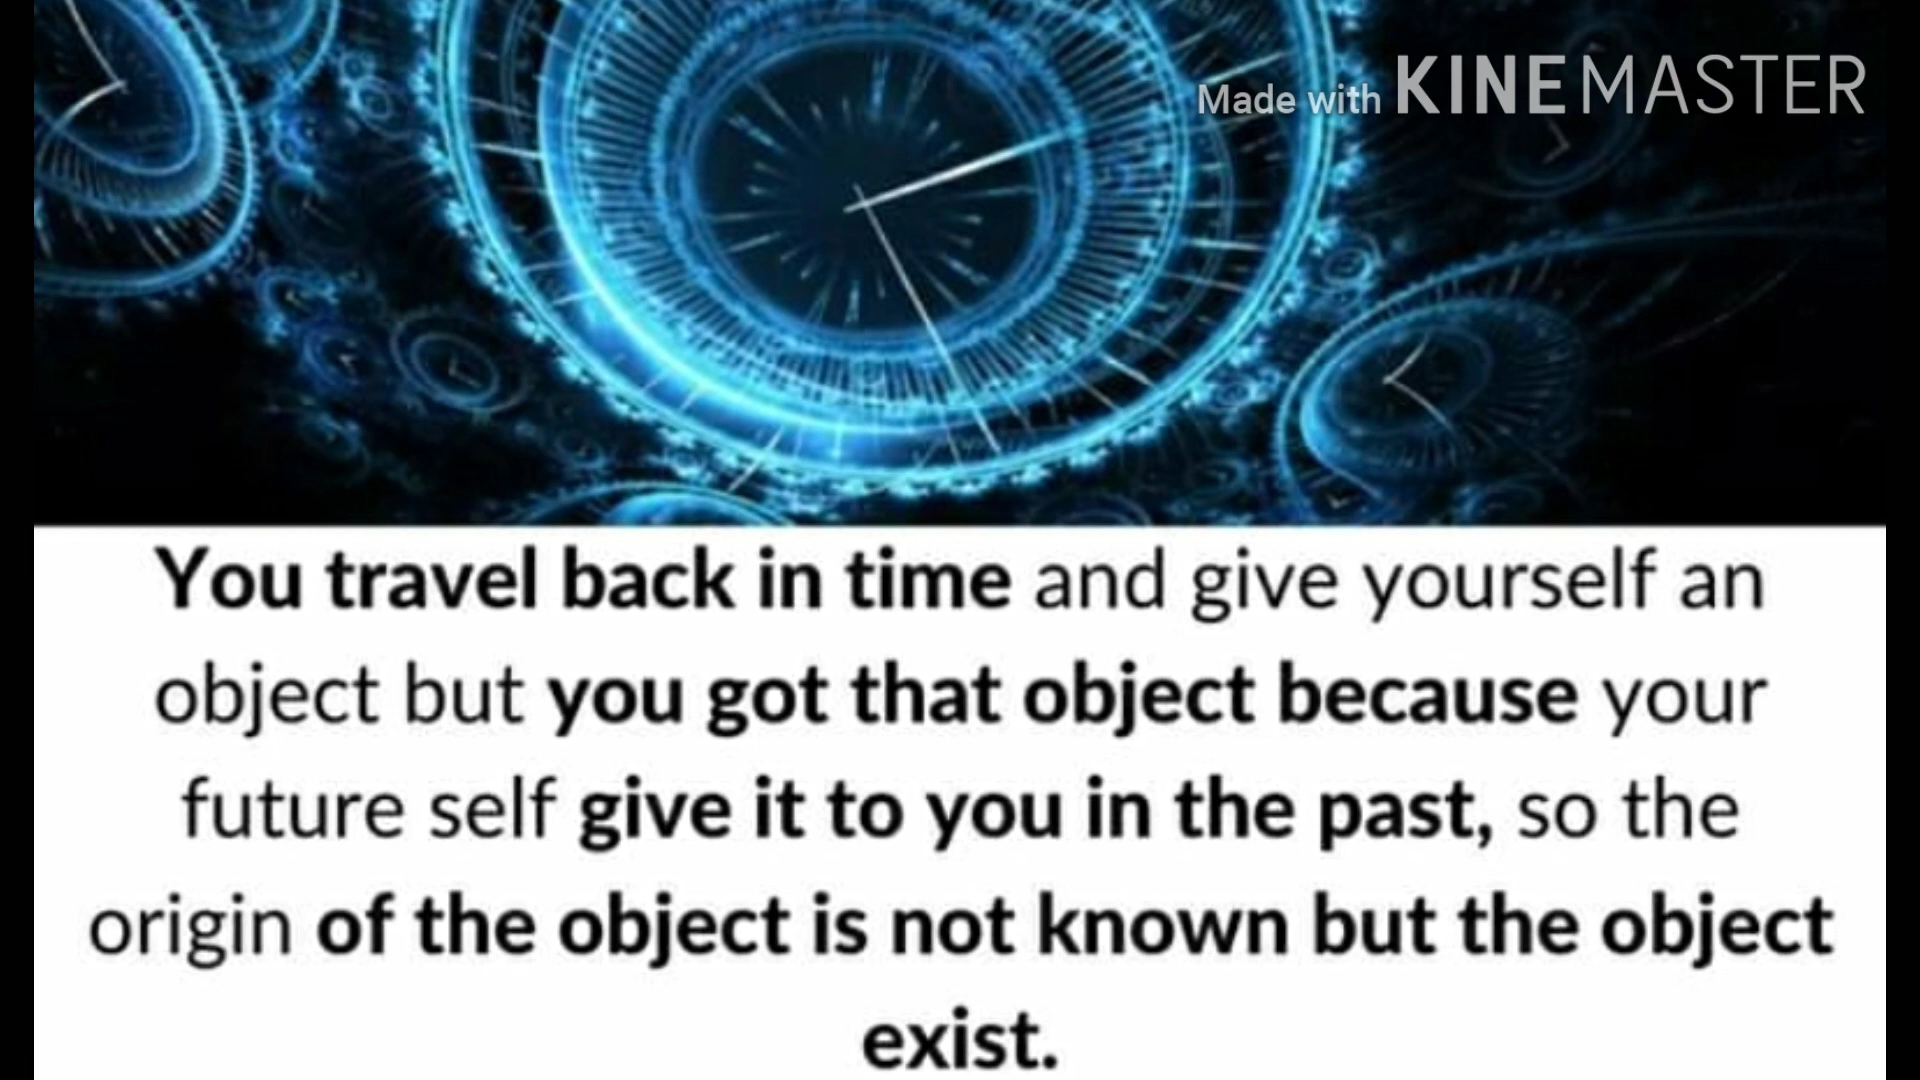 Made with KINEMASTER
You travel back in time and give yourself an
object but you got that object because your
future self give it to you in the past, so the
origin of the object is not known but the object
exist.